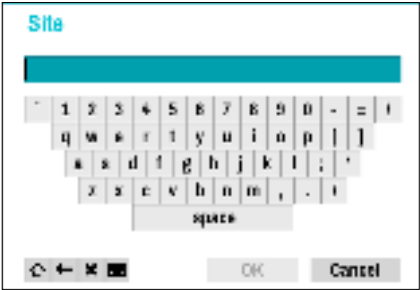 Site
` 1 2 3 4 5 6 7 8 9 0 - =
q w e r t y u i o p [ ]
a s d f g h j k l ; '
z x c v b n m , .
space
OK Cancel